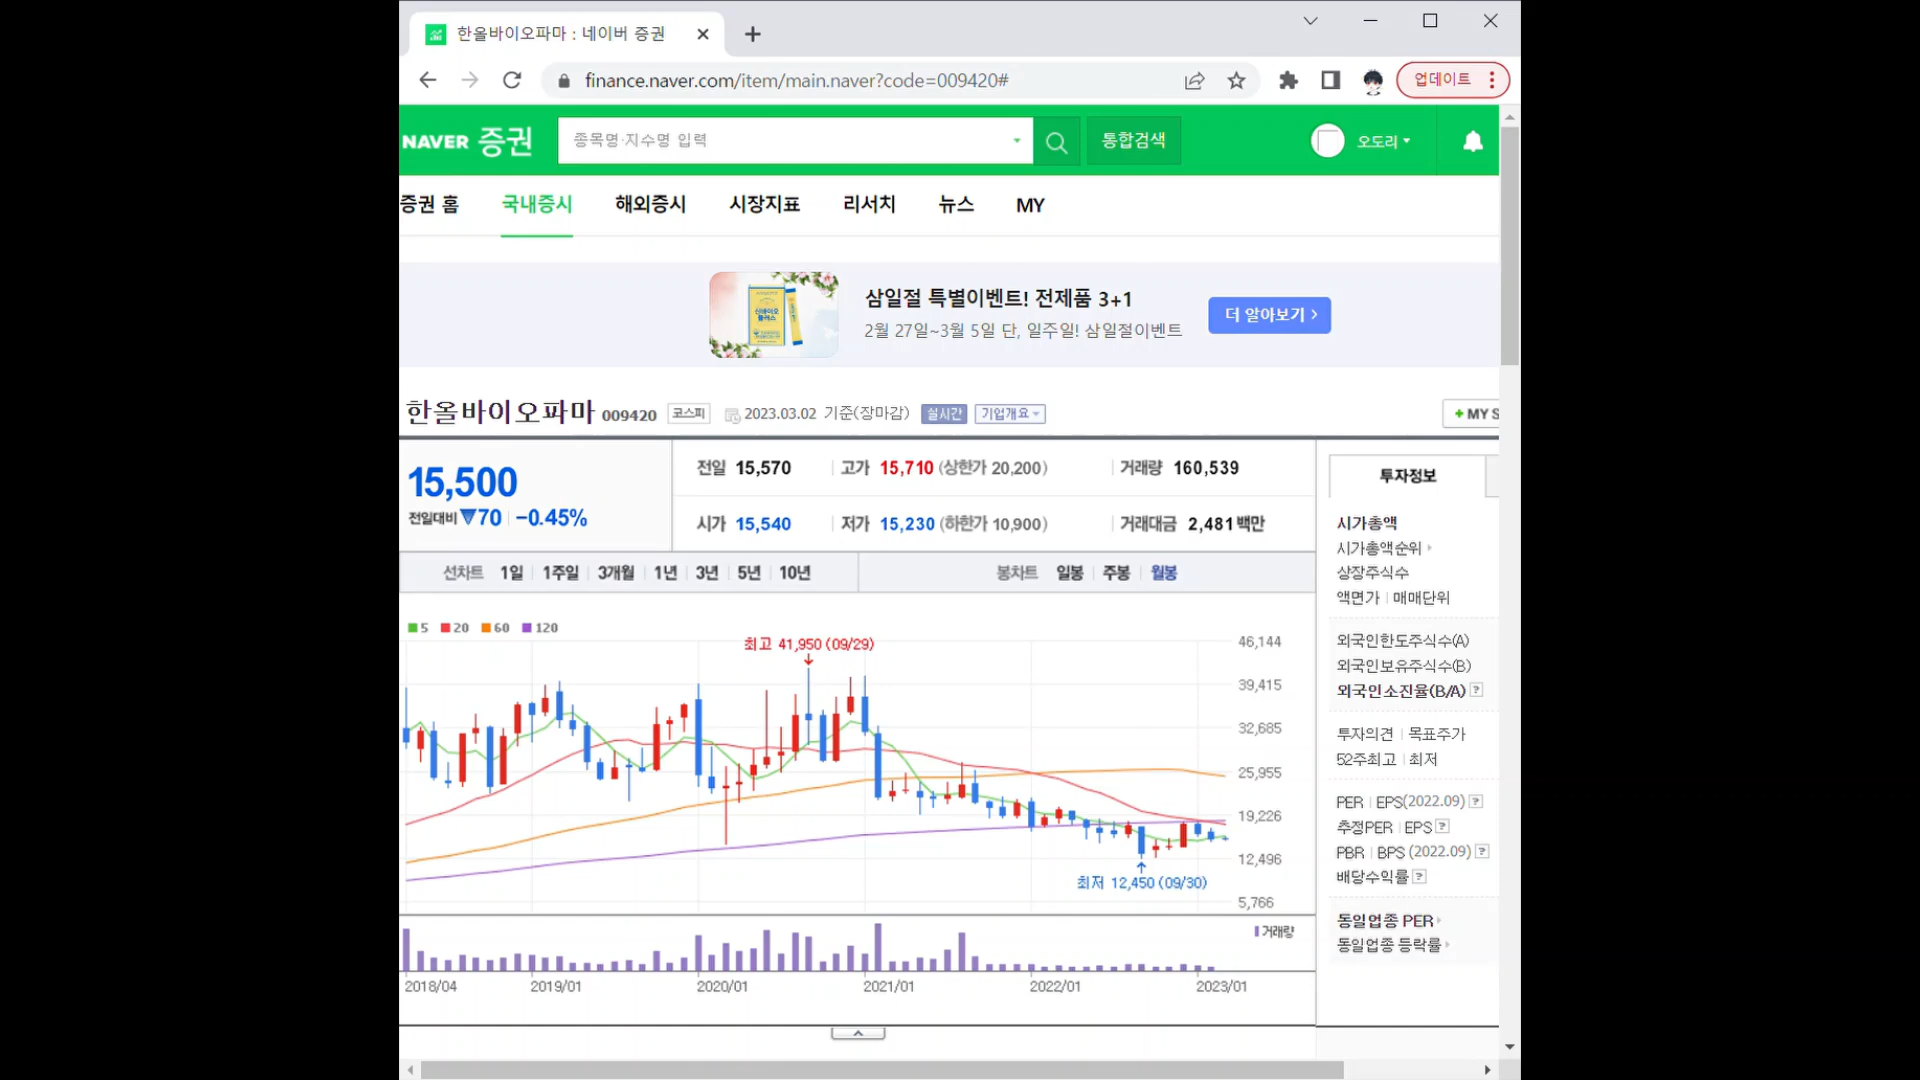 한올바이오파마 : 네이버 증권
finance.naver.com/item/main.naver?code=009420#
업데이트
NAVER 증권
종목명·지수명 입력
통합검색
오도리
증권 홈 국내증시 해외증시 시장지표 리서치 뉴스 MY
삼일절 특별이벤트! 전제품 3+1
2월 27일~3월 5일 단, 일주일! 삼일절이벤트
더 알아보기 >
한올바이오파마 009420 코스피 2023.03.02 기준(장마감) 실시간 기업개요
+ MY S
15,500
전일대비 ▼70 | -0.45%
전일 15,570 | 고가 15,710 (상한가 20,200) | 거래량 160,539
시가 15,540 | 저가 15,230 (하한가 10,900) | 거래대금 2,481 백만
선차트 1일 1주일 3개월 1년 3년 5년 10년
봉차트 일봉 주봉 월봉
5 20 60 120
최고 41,950 (09/29)
46,144
39,415
32,685
25,955
19,226
12,496
5,766
최저 12,450 (09/30)
거래량
2018/04 2019/01 2020/01 2021/01 2022/01 2023/01
투자정보
시가총액
시가총액순위
상장주식수
액면가 | 매매단위
외국인한도주식수(A)
외국인보유주식수(B)
외국인소진율(B/A) ?
투자의견 | 목표주가
52주최고 | 최저
PER | EPS(2022.09) ?
추정PER | EPS ?
PBR | BPS (2022.09) ?
배당수익률 ?
동일업종 PER
동일업종 등락률